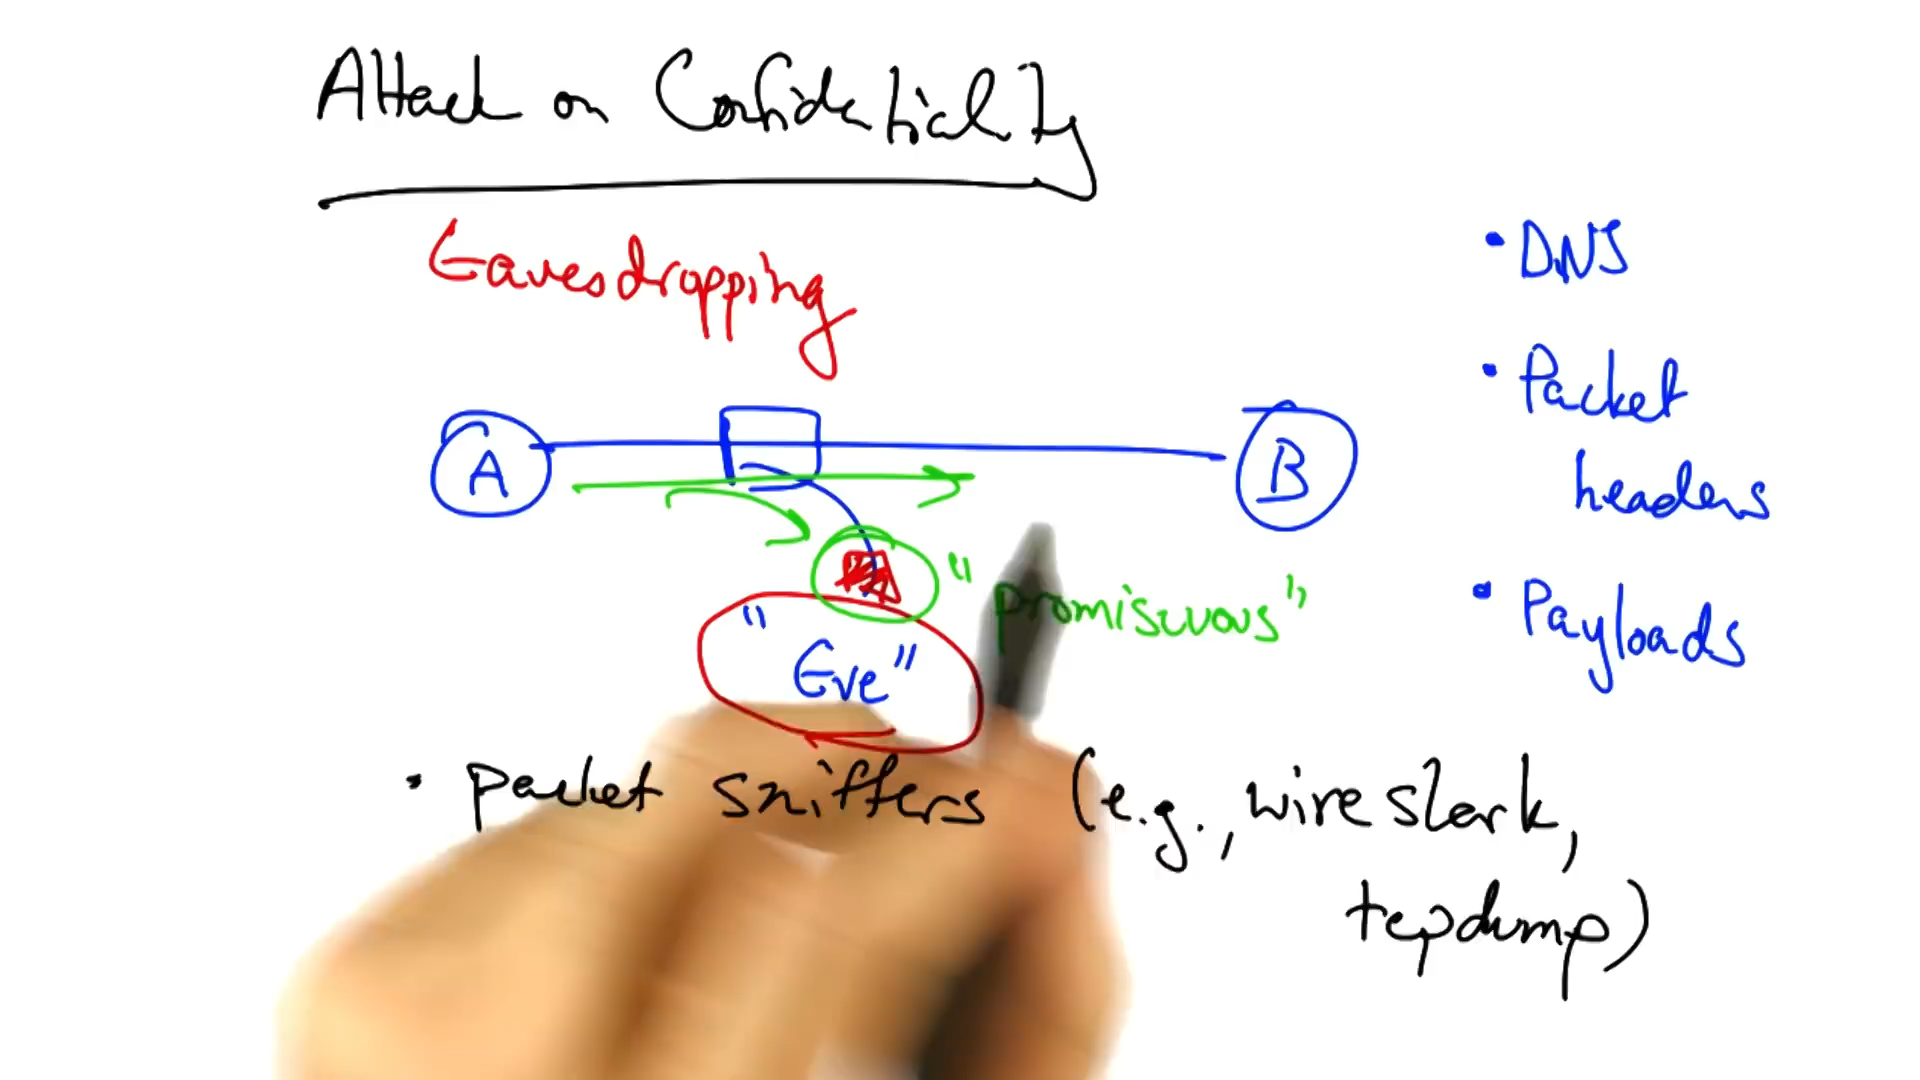 Attack on Confidentiality
Eavesdropping
A
B
"promiscuous"
"Eve"
• packet sniffers (e.g., wireshark,
tcpdump)
• DNS
• Packet
headers
• Payloads